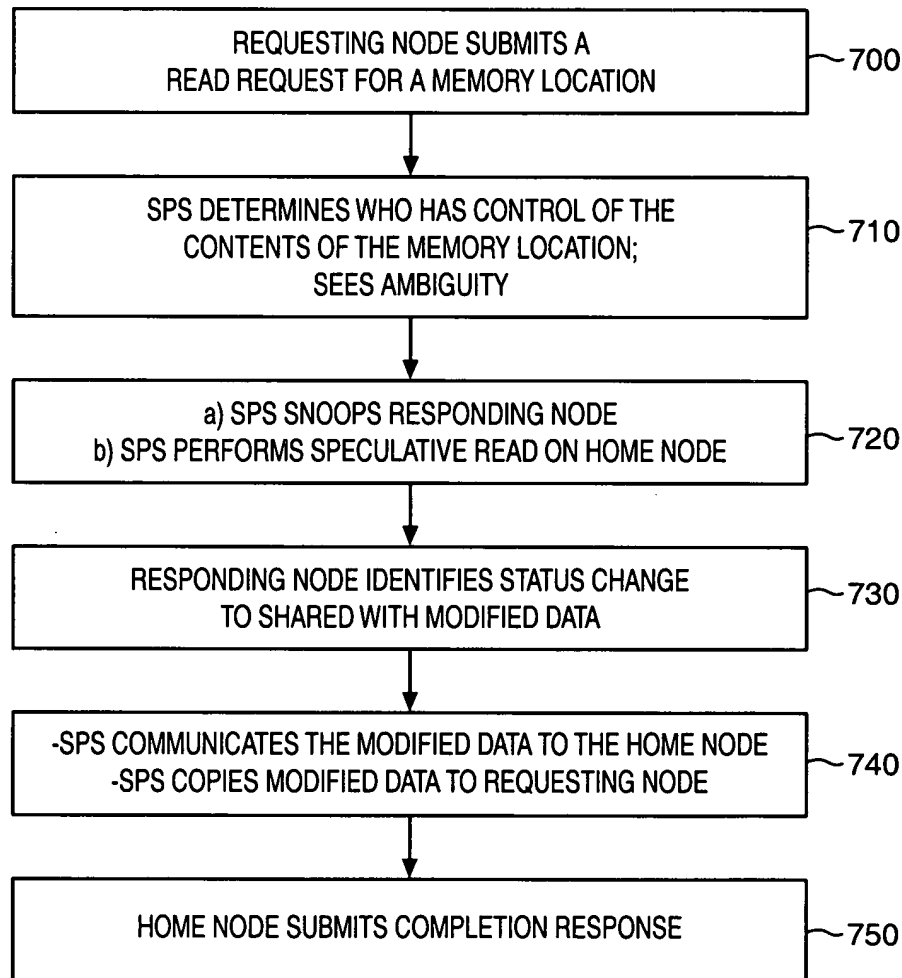 REQUESTING NODE SUBMITS A
READ REQUEST FOR A MEMORY LOCATION
700
SPS DETERMINES WHO HAS CONTROL OF THE
CONTENTS OF THE MEMORY LOCATION;
SEES AMBIGUITY
710
a) SPS SNOOPS RESPONDING NODE
b) SPS PERFORMS SPECULATIVE READ ON HOME NODE
720
RESPONDING NODE IDENTIFIES STATUS CHANGE
TO SHARED WITH MODIFIED DATA
730
-SPS COMMUNICATES THE MODIFIED DATA TO THE HOME NODE
-SPS COPIES MODIFIED DATA TO REQUESTING NODE
740
HOME NODE SUBMITS COMPLETION RESPONSE
750